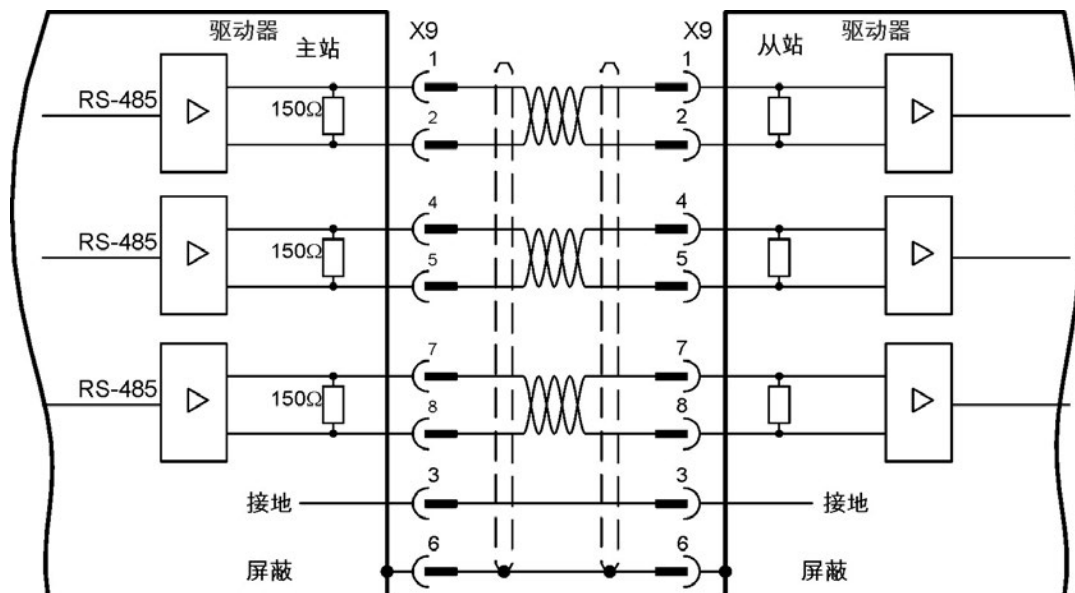 驱动器 主站 X9 X9 从站 驱动器
1 1
RS-485 150Ω 2 2
4 4
RS-485 150Ω 5 5
7 7
RS-485 150Ω 8 8
接地 3 3 接地
屏蔽 6 6 屏蔽